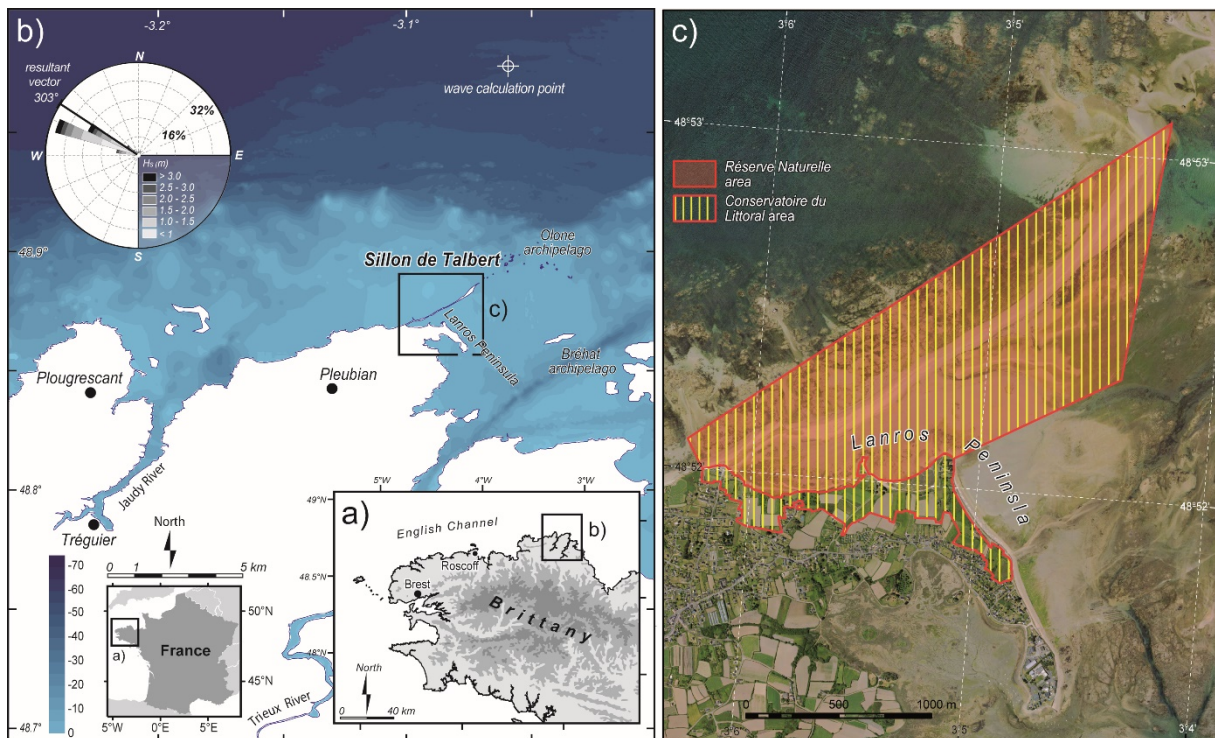 b)
-3.2°
-3.1°
resultant
vector
303°
N
32%
16%
W
E
S
Hs (m)
> 3.0
2.5 - 3.0
2.0 - 2.5
1.5 - 2.0
1.0 - 1.5
< 1
wave calculation point
48.9°
Olone
archipelago
Sillon de Talbert
c)
Lanros Peninsula
Bréhat
archipelago
Plougrescant
Pleubian
Jaudy River
48.8°
Tréguier
North
0 1 5 km
-70
-60
-50
-40
-30
-20
-10
0
48.7°
Trieux River
50°N
a)
France
45°N
5°W 0° 5°E
5°W 4°W 3°W
a)
49°N
English Channel
b)
Roscoff
48.5°N
Brest
Brittany
48°N
North
0 40 km
c)
3°6'
3°5'
48°53'
48°53'
Réserve Naturelle
area
Conservatoire du
Littoral area
Lanros
Peninsla
48°52'
48°52'
0 500 1000 m
3°6'
3°5'
3°4'